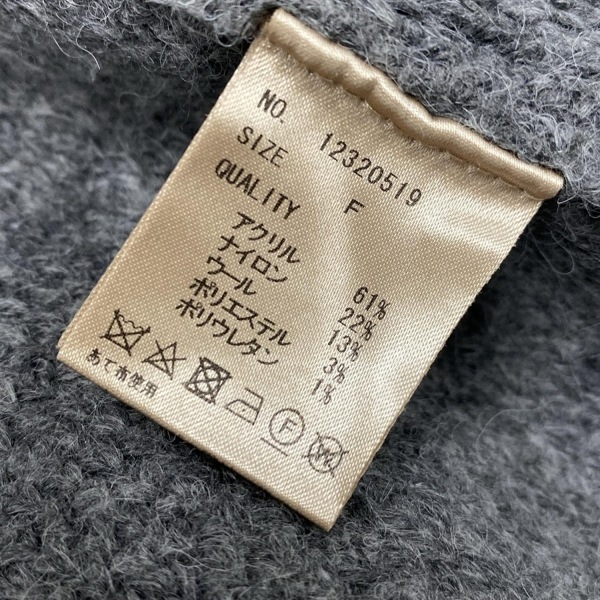 NO. 12320519
SIZE F
QUALITY
アクリル 61%
ナイロン 22%
ウール 13%
ポリエステル 3%
ポリウレタン 1%
F W
あて布使用